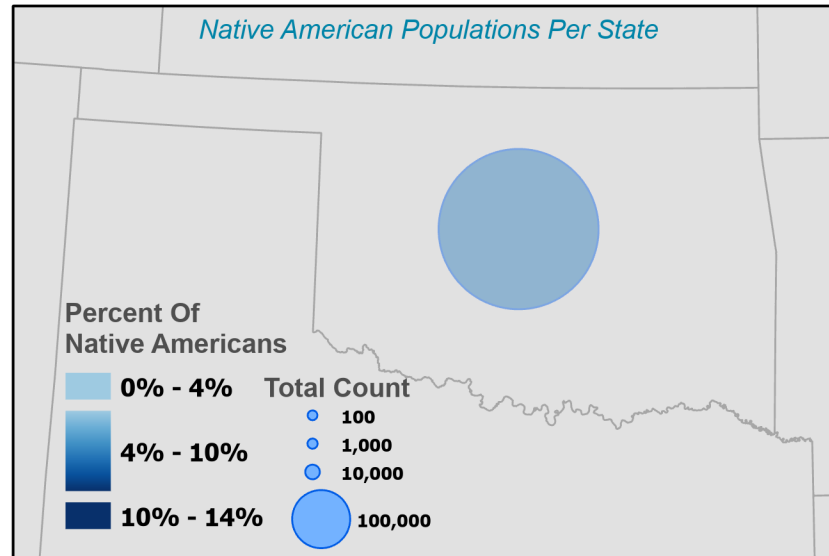 Native American Populations Per State
Percent Of
Native Americans
0% - 4%
4% - 10%
10% - 14%
Total Count
100
1,000
10,000
100,000